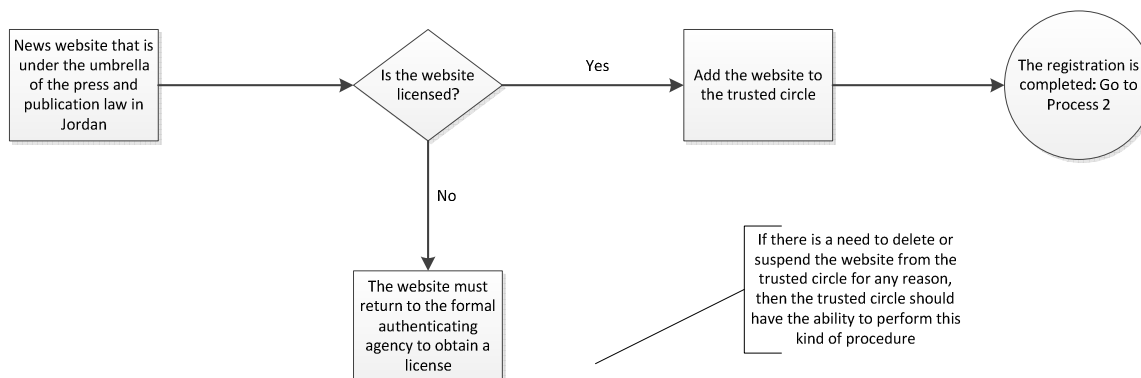 News website that is
under the umbrella
of the press and
publication law in
Jordan
Is the website
licensed?
Yes
Add the website to
the trusted circle
The registration is
completed: Go to
Process 2
No
The website must
return to the formal
authenticating
agency to obtain a
license
If there is a need to delete or
suspend the website from the
trusted circle for any reason,
then the trusted circle should
have the ability to perform this
kind of procedure